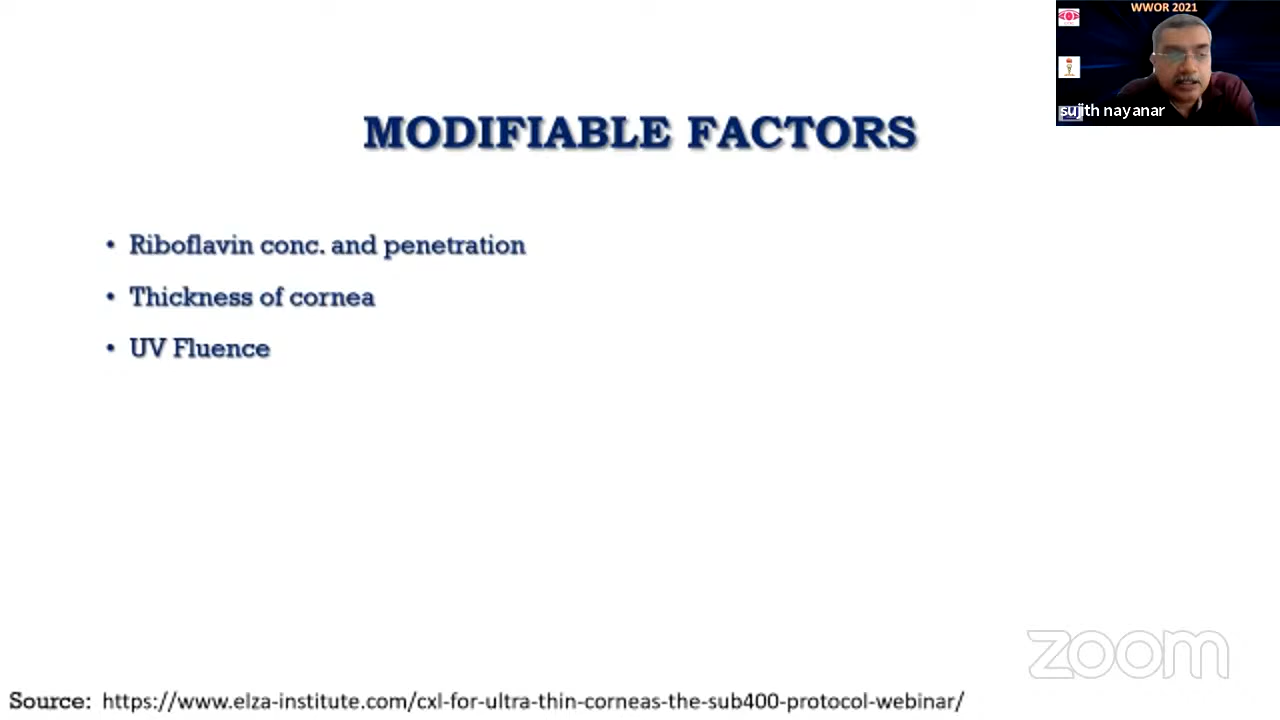 WWOR 2021
sujith nayanar
MODIFIABLE FACTORS
• Riboflavin conc. and penetration
• Thickness of cornea
• UV Fluence
zoom
Source: https://www.elza-institute.com/cxl-for-ultra-thin-corneas-the-sub400-protocol-webinar/